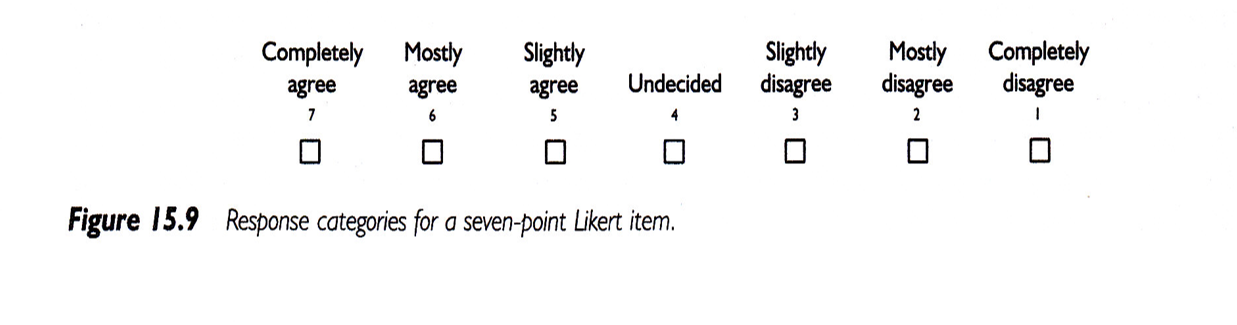 Completely Mostly Slightly Slightly Mostly Completely
agree agree agree Undecided disagree disagree disagree
7 6 5 4 3 2 1
Figure 15.9 Response categories for a seven-point Likert item.